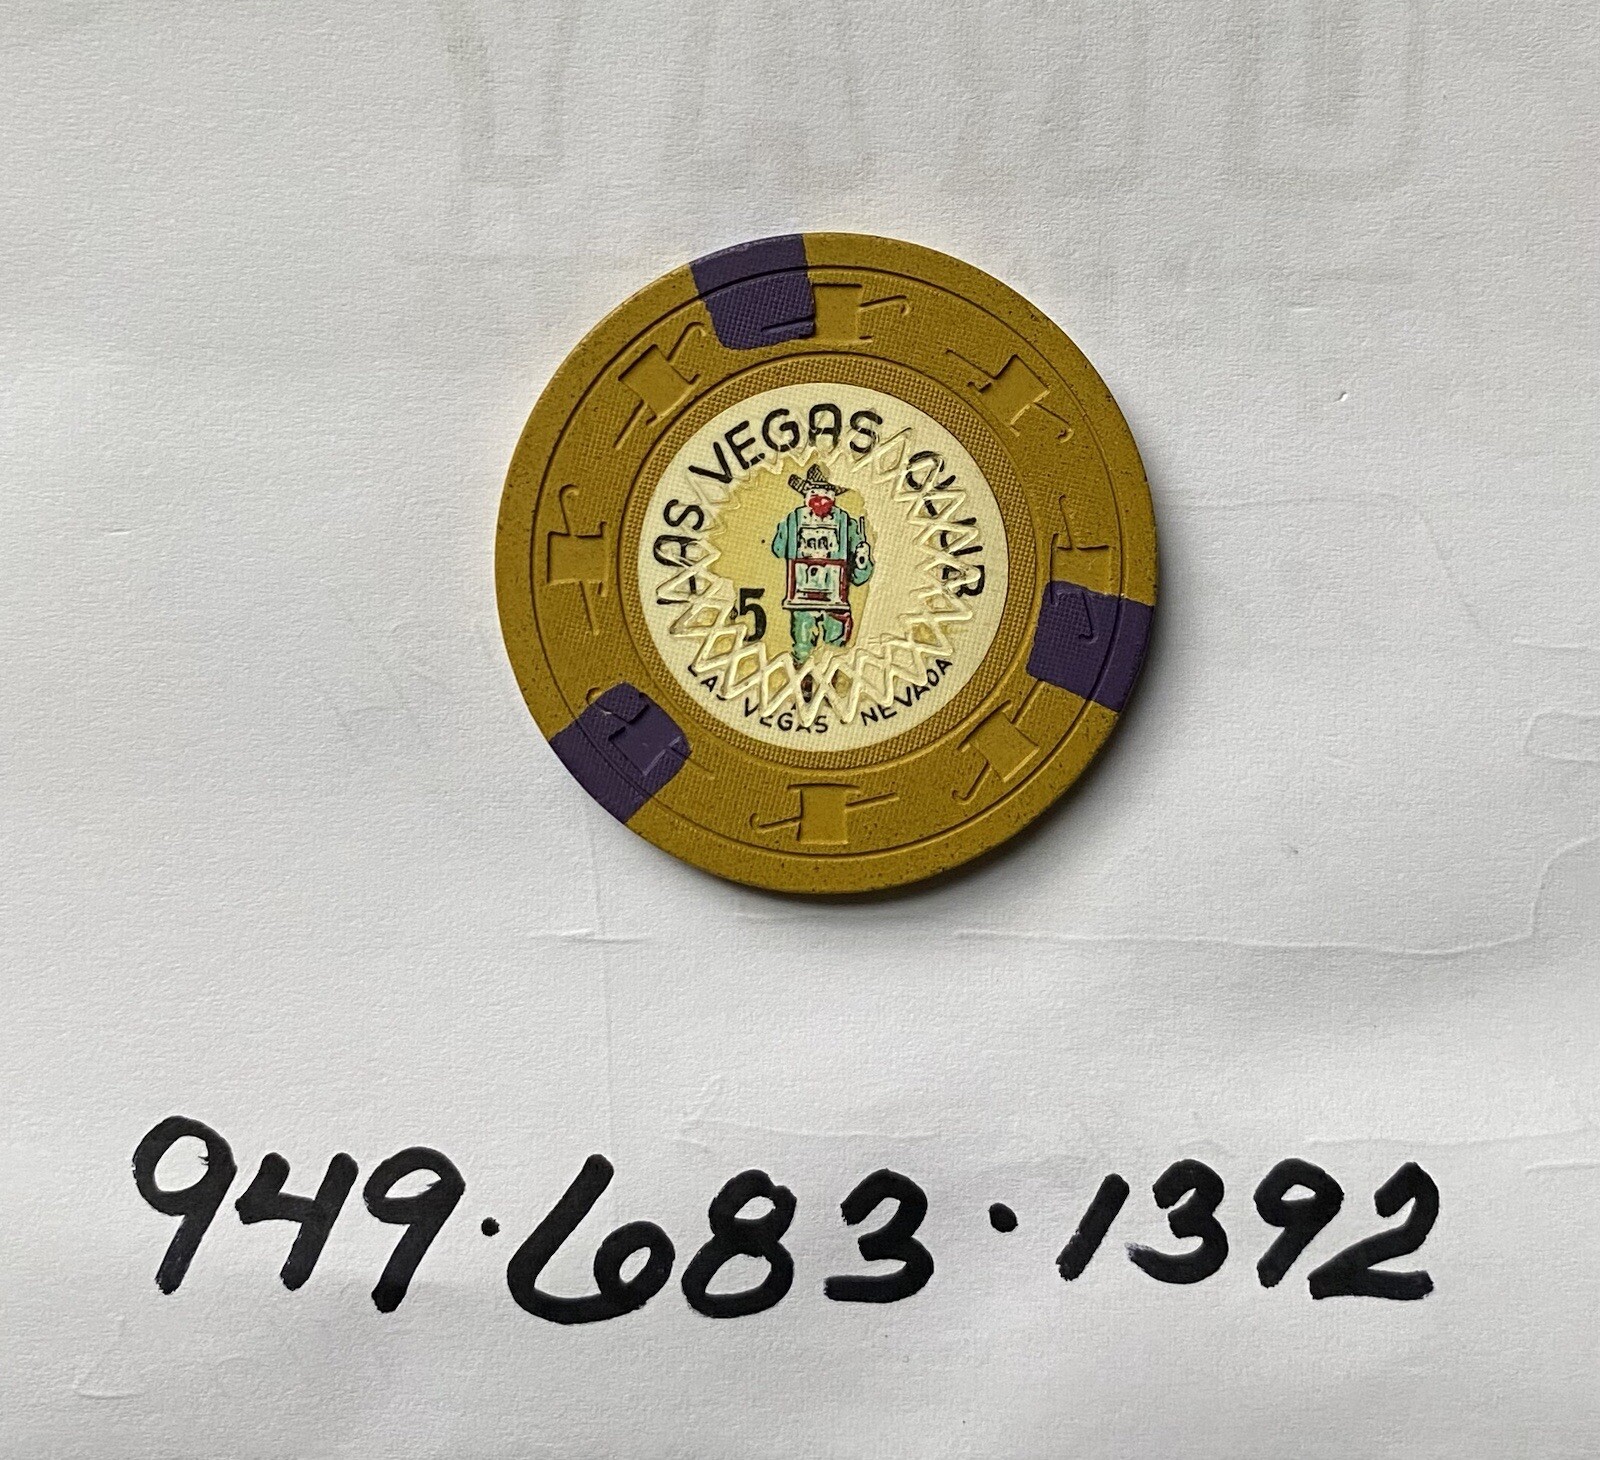 LAS VEGAS CLUB
5
LAS VEGAS NEVADA
949·683·1392